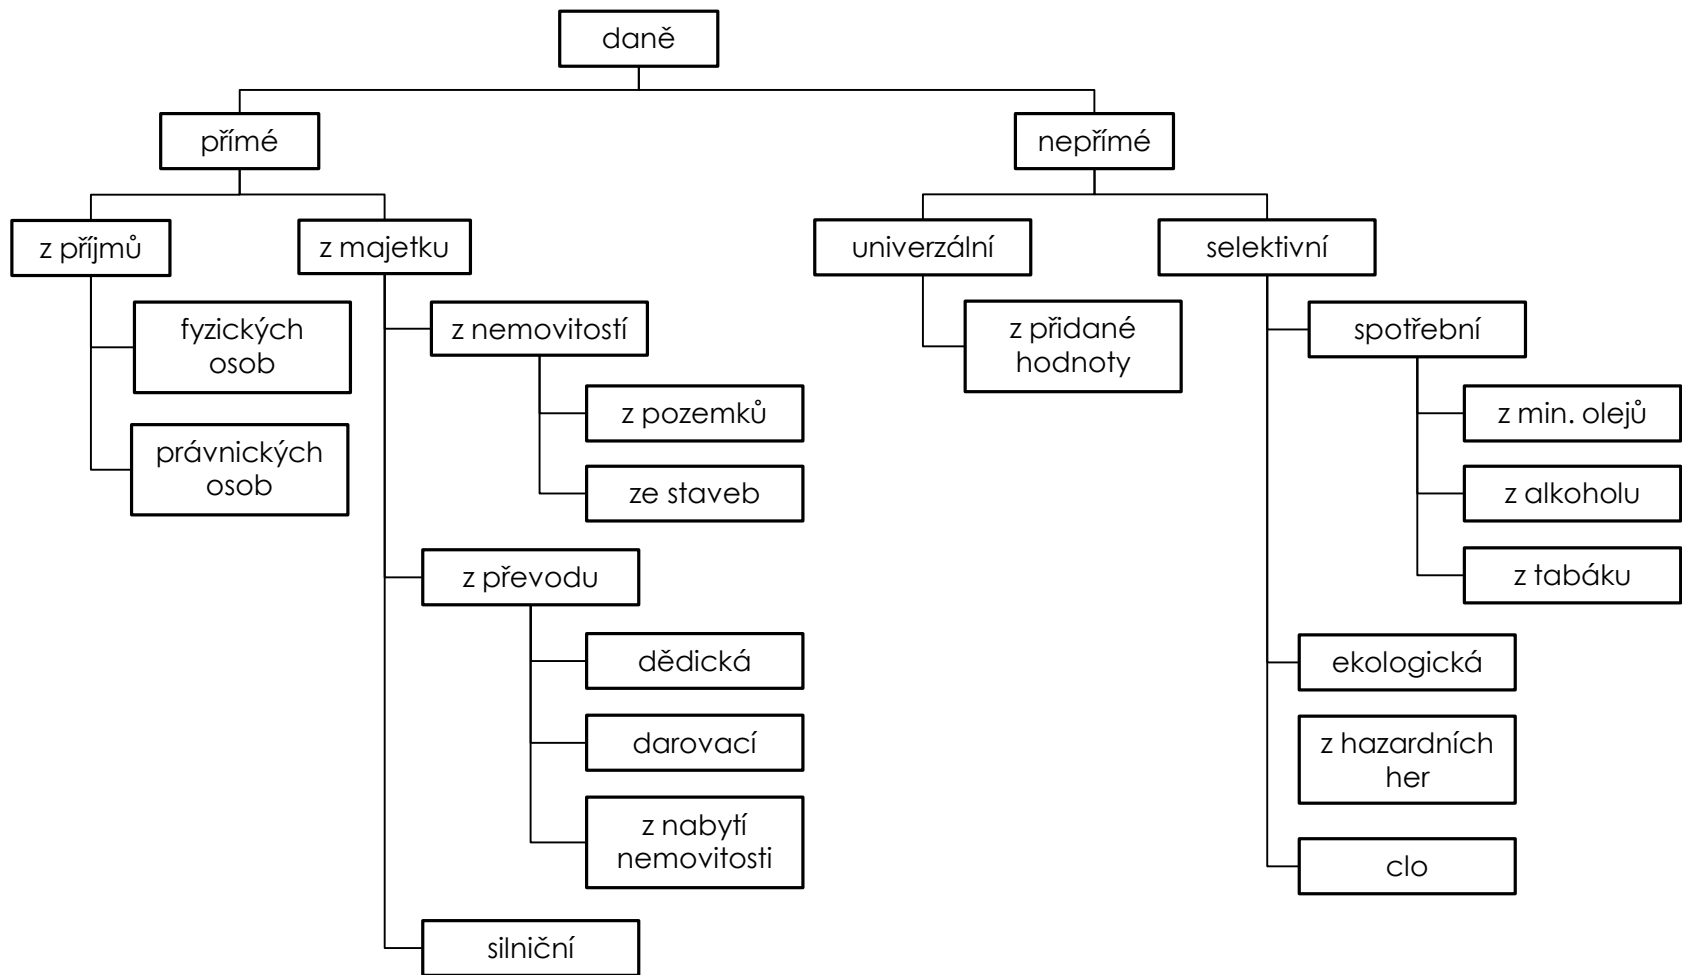 daně
přímé
nepřímé
z příjmů
z majetku
univerzální
selektivní
fyzických
osob
právnických
osob
z nemovitostí
z pozemků
ze staveb
z převodu
dědická
darovací
z nabytí
nemovitosti
silniční
z přidané
hodnoty
spotřební
z min. olejů
z alkoholu
z tabáku
ekologická
z hazardních
her
clo